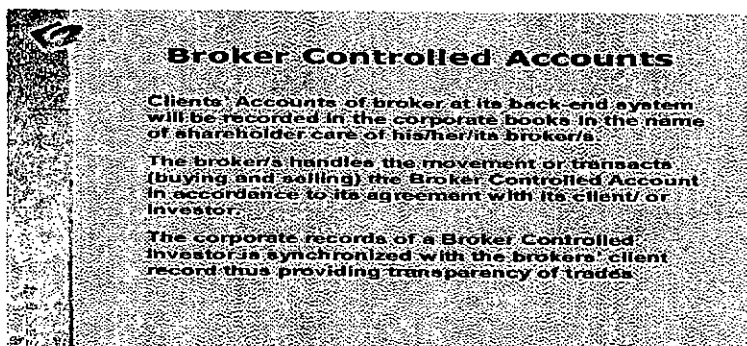 Broker Controlled Accounts
Clients' Accounts of broker at its back-end system
will be recorded in the corporate books in the name
of shareholder care of his/her/its broker/s.
The broker/s handles the movement or transacts
(buying and selling) the Broker Controlled Account
in accordance to its agreement with its client/ or
investor.
The corporate records of a Broker Controlled
Investor is synchronized with the brokers' client
record thus providing transparency of trades